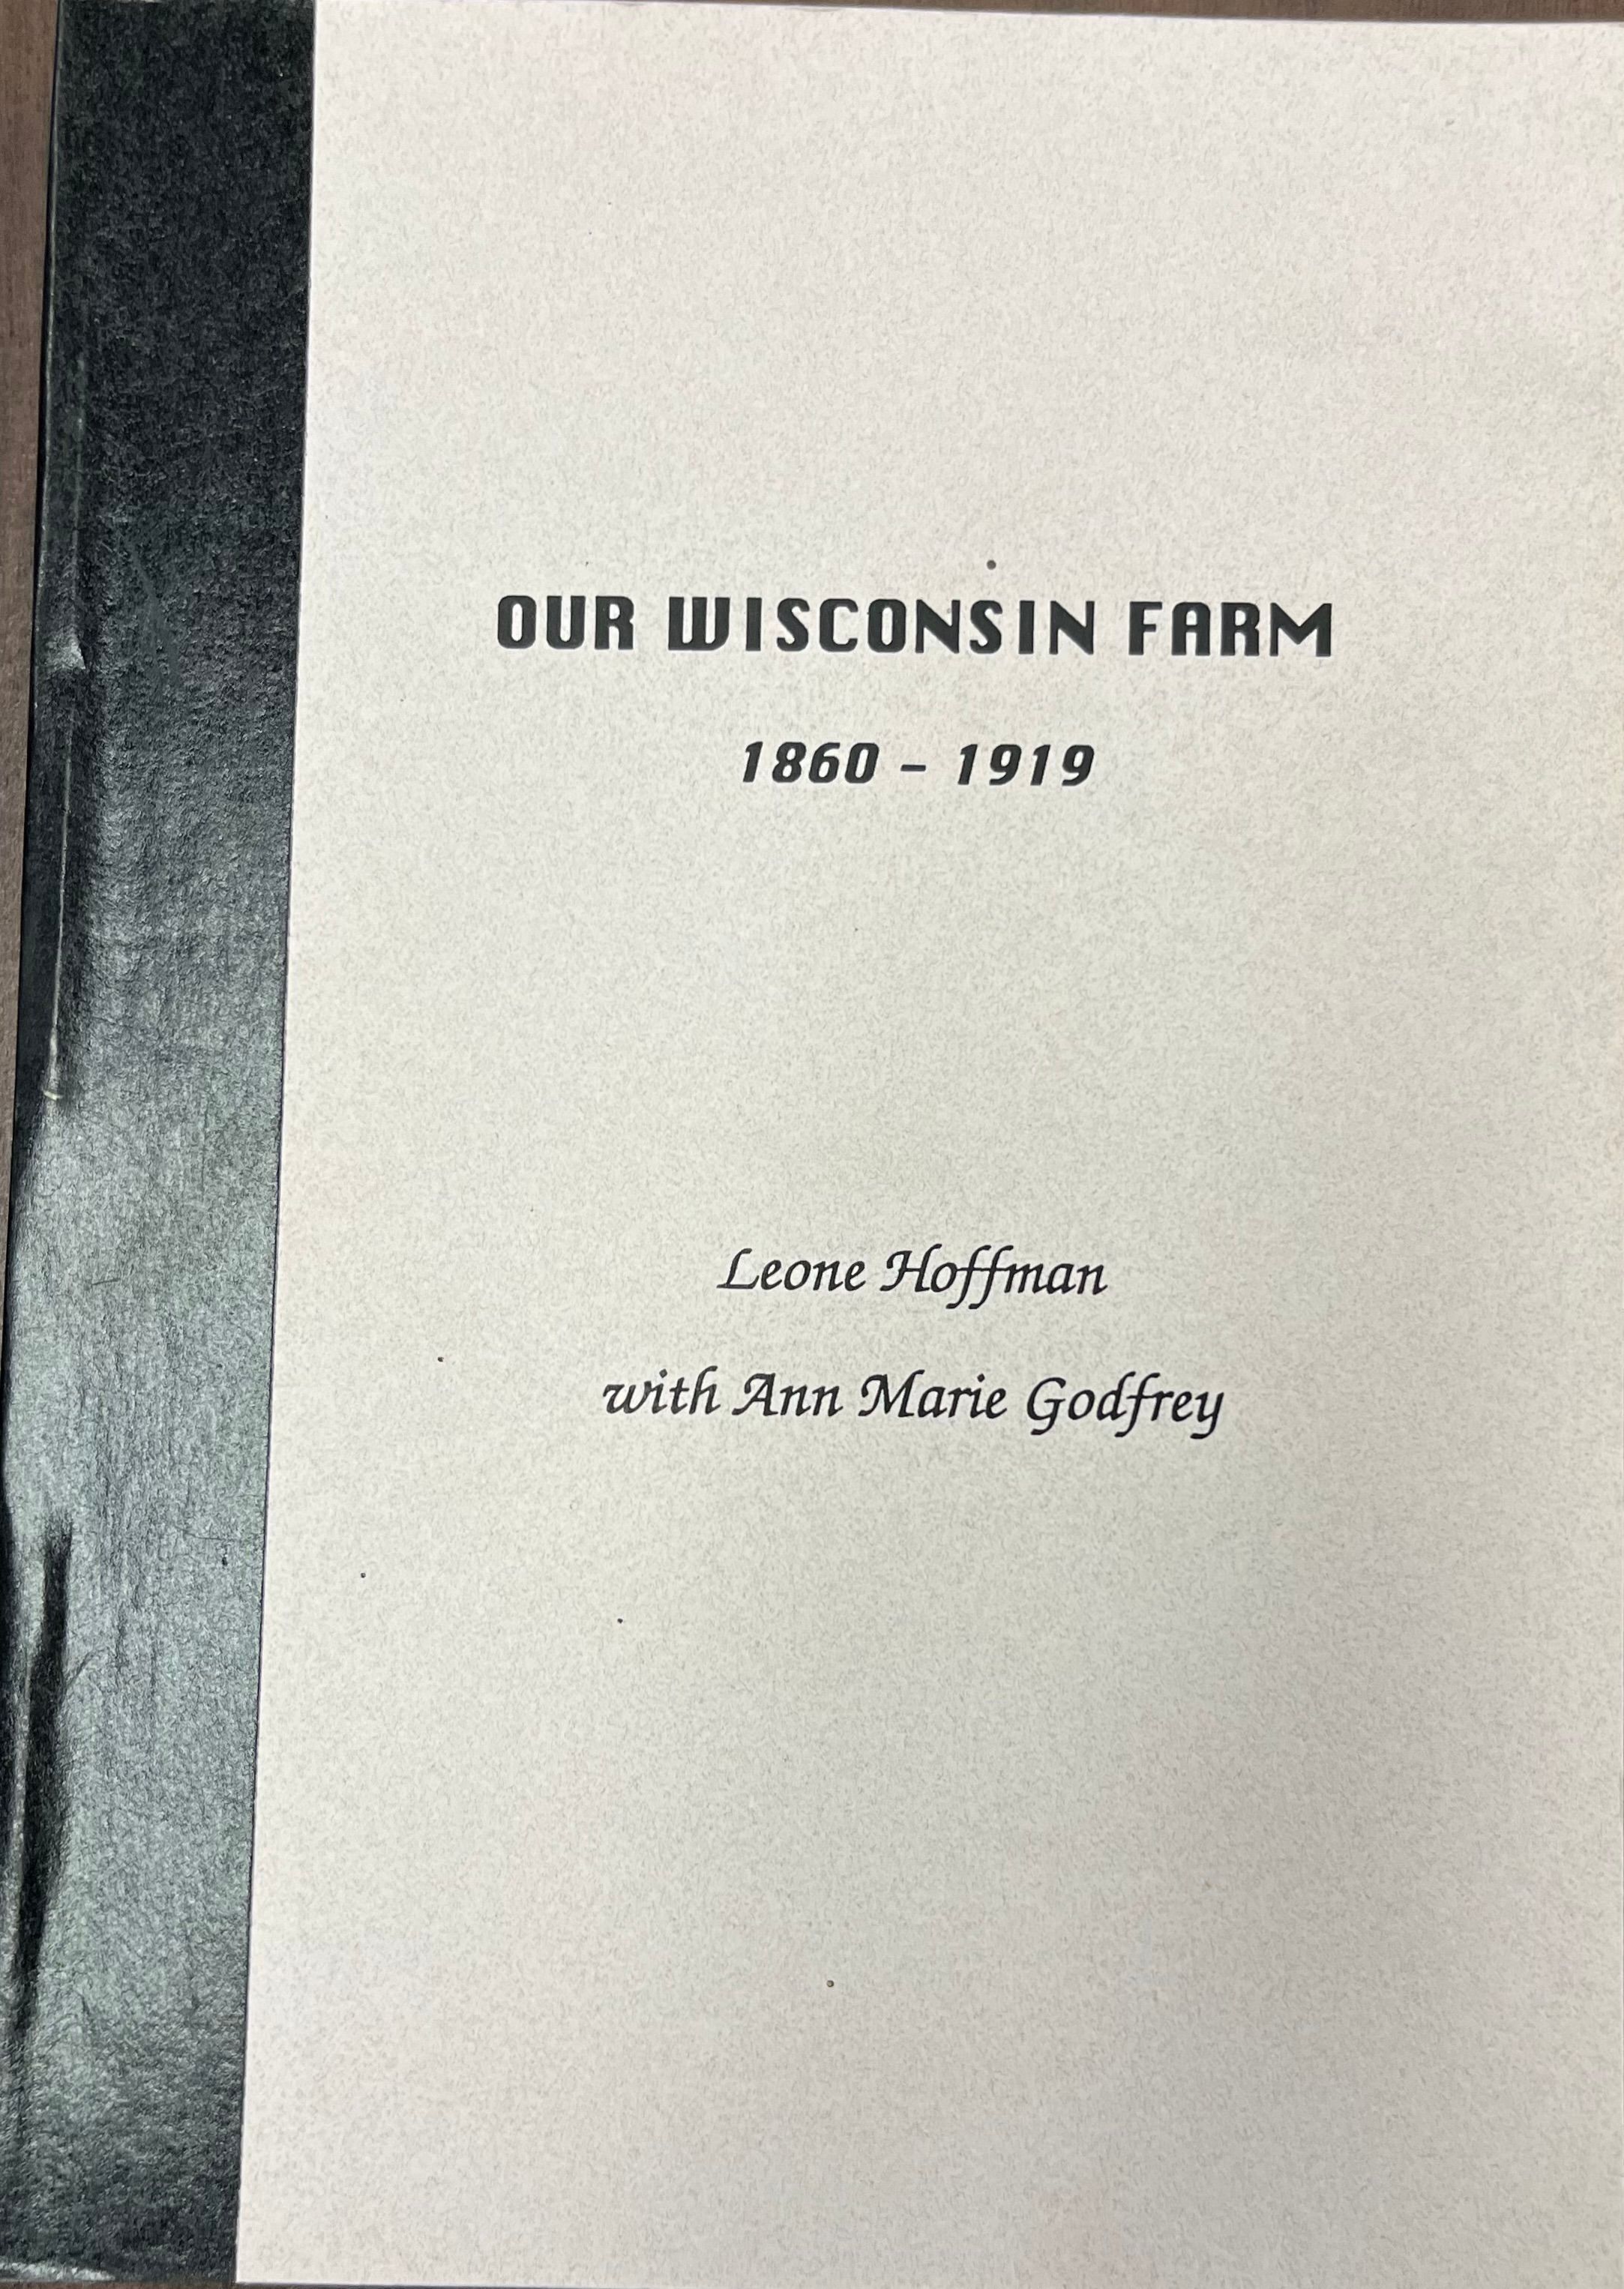 OUR WISCONSIN FARM
1860 - 1919
Leone Hoffman
with Ann Marie Godfrey